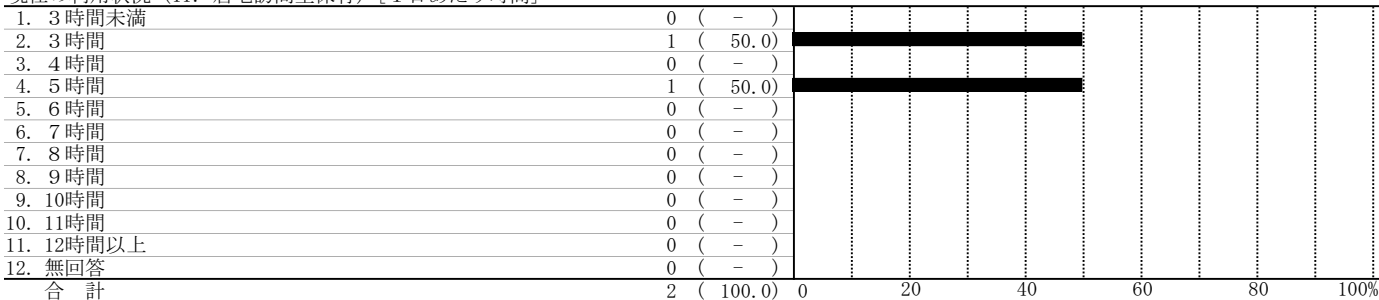 1. ３時間未満 0 ( － )
2. ３時間 1 ( 50.0)
3. ４時間 0 ( － )
4. ５時間 1 ( 50.0)
5. ６時間 0 ( － )
6. ７時間 0 ( － )
7. ８時間 0 ( － )
8. ９時間 0 ( － )
9. 10時間 0 ( － )
10. 11時間 0 ( － )
11. 12時間以上 0 ( － )
12. 無回答 0 ( － )
合　計 2 ( 100.0) 0 20 40 60 80 100%